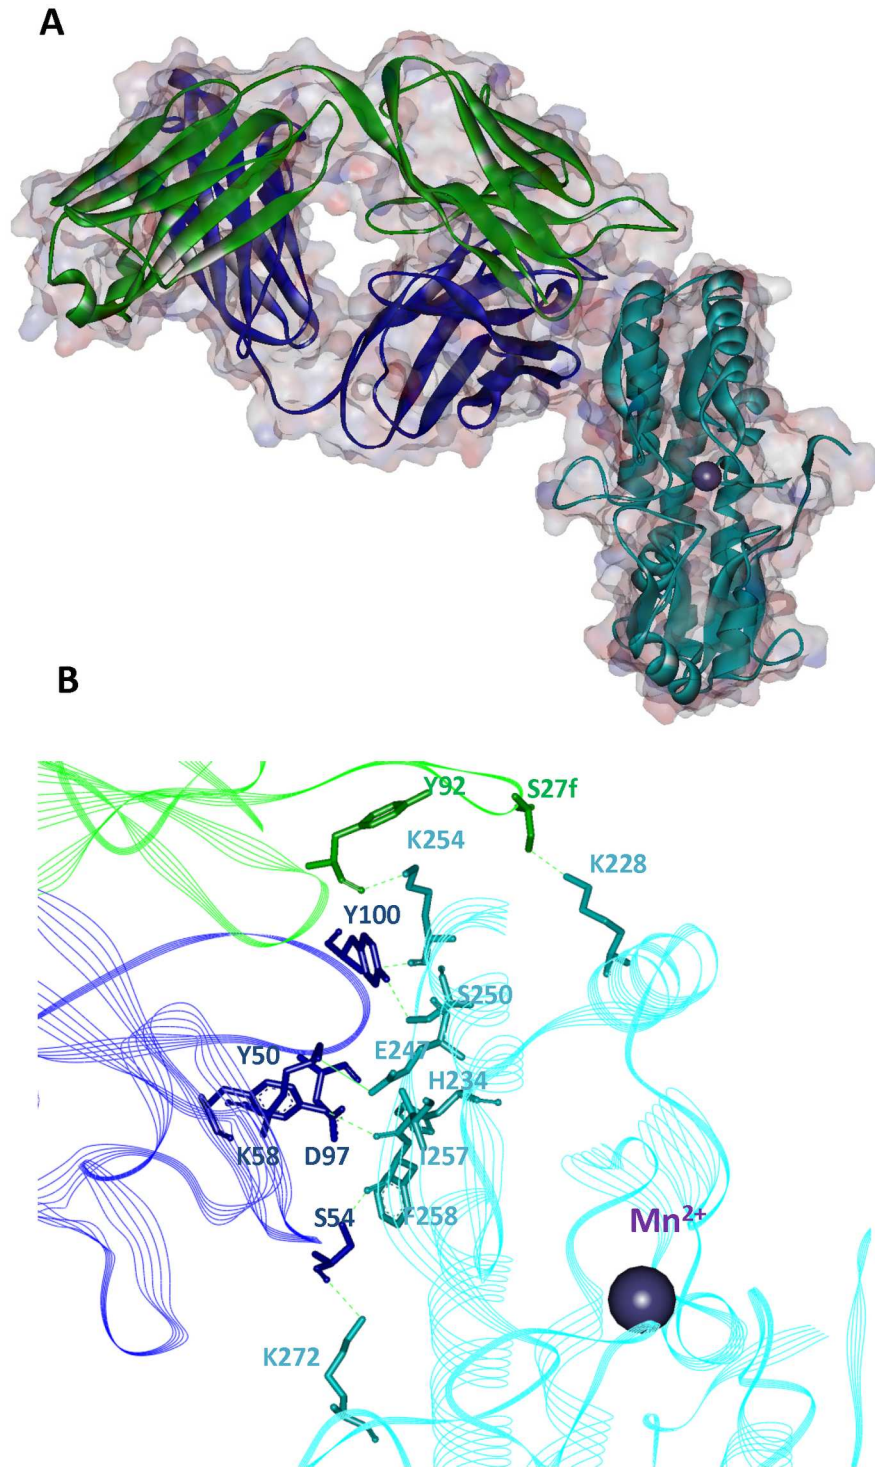 A
B
Y92
S27f
K254
K228
Y100
S250
E247
Y50
H234
K58
D97
I257
S54
F258
Mn²⁺
K272